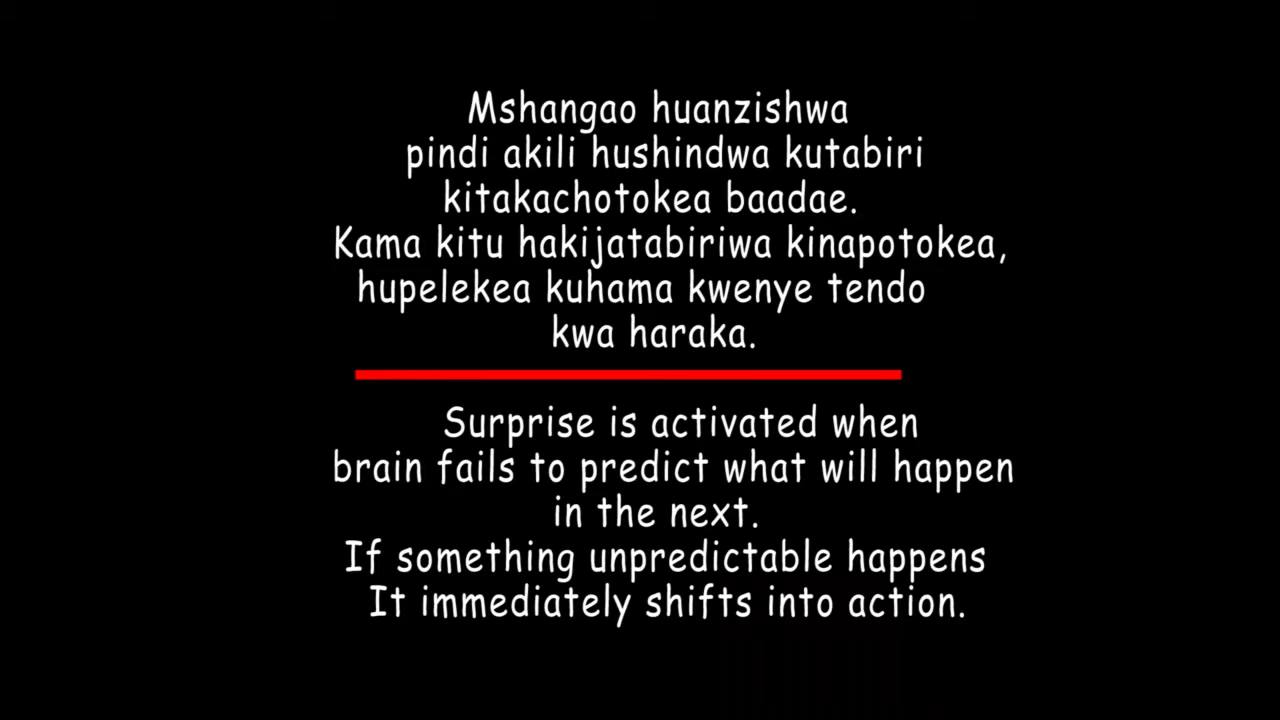 Mshangao huanzishwa
pindi akili hushindwa kutabiri
kitakachotokea baadae.
Kama kitu hakijatabiriwa kinapotokea,
hupelekea kuhama kwenye tendo
kwa haraka.
Surprise is activated when
brain fails to predict what will happen
in the next.
If something unpredictable happens
It immediately shifts into action.